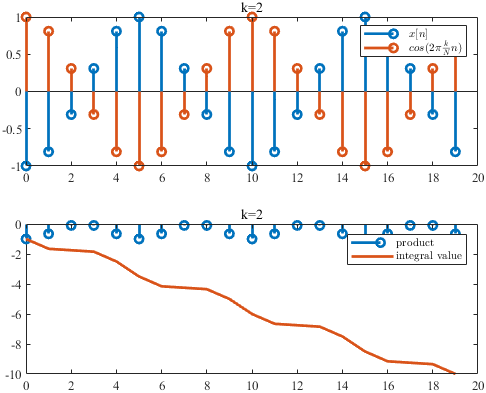 k=2
1
0.5
0
-0.5
-1
0 2 4 6 8 10 12 14 16 18 20
x[n]
cos(2π\frac{k}{N}n)
k=2
0
-2
-4
-6
-8
-10
0 2 4 6 8 10 12 14 16 18 20
product
integral value